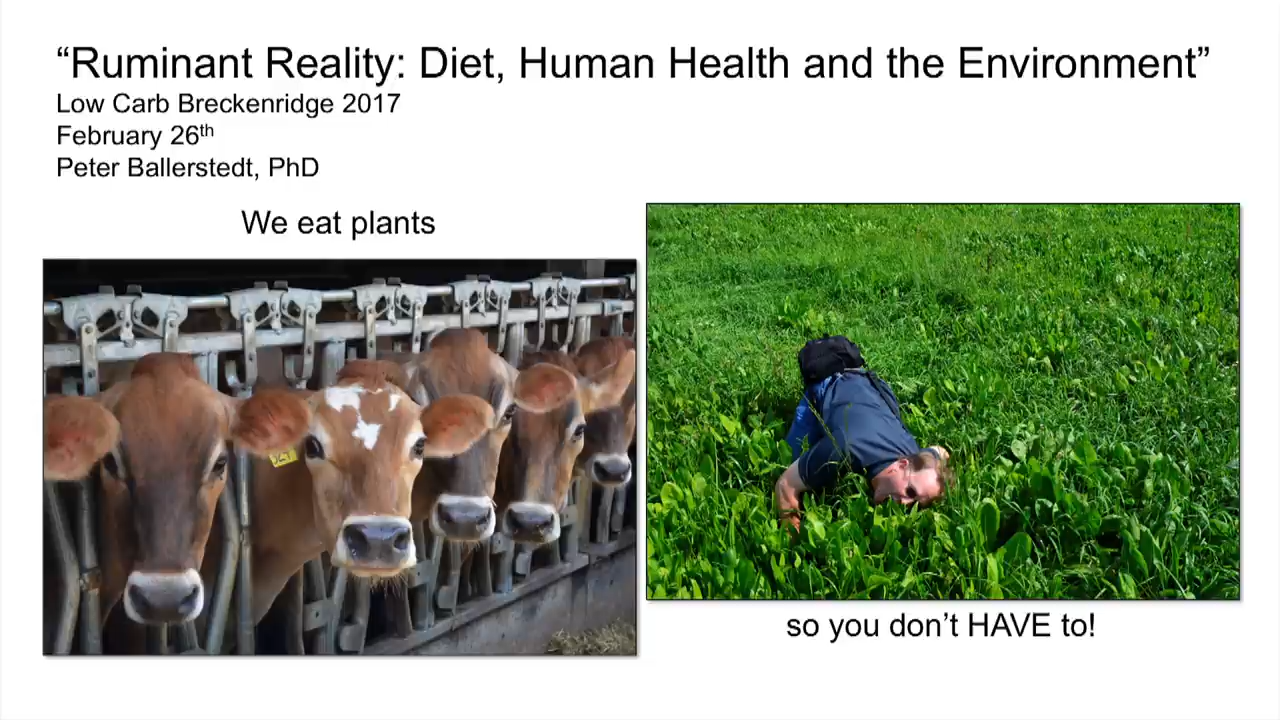 “Ruminant Reality: Diet, Human Health and the Environment”
Low Carb Breckenridge 2017
February 26th
Peter Ballerstedt, PhD
We eat plants
so you don’t HAVE to!